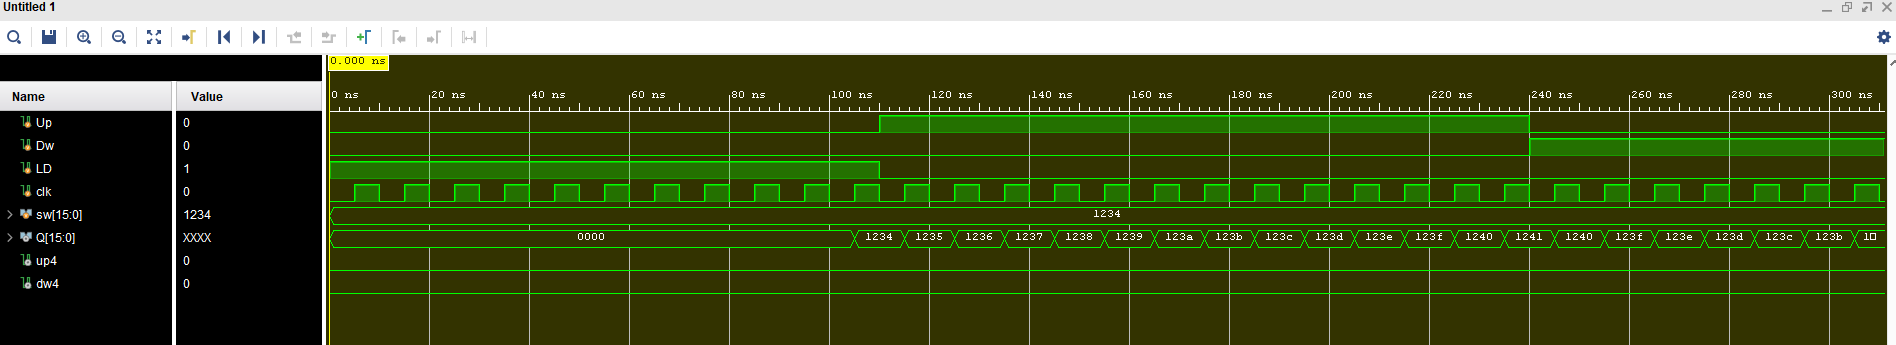 Untitled 1
0.000 ns
Name Value
0 ns 20 ns 40 ns 60 ns 80 ns 100 ns 120 ns 140 ns 160 ns 180 ns 200 ns 220 ns 240 ns 260 ns 280 ns 300 ns
Up 0
Dw 0
LD 1
clk 0
sw[15:0] 1234 1234
Q[15:0] XXXX 0000 1234 1235 1236 1237 1238 1239 123a 123b 123c 123d 123e 123f 1240 1241 1240 123f 123e 123d 123c 123b 10
up4 0
dw4 0